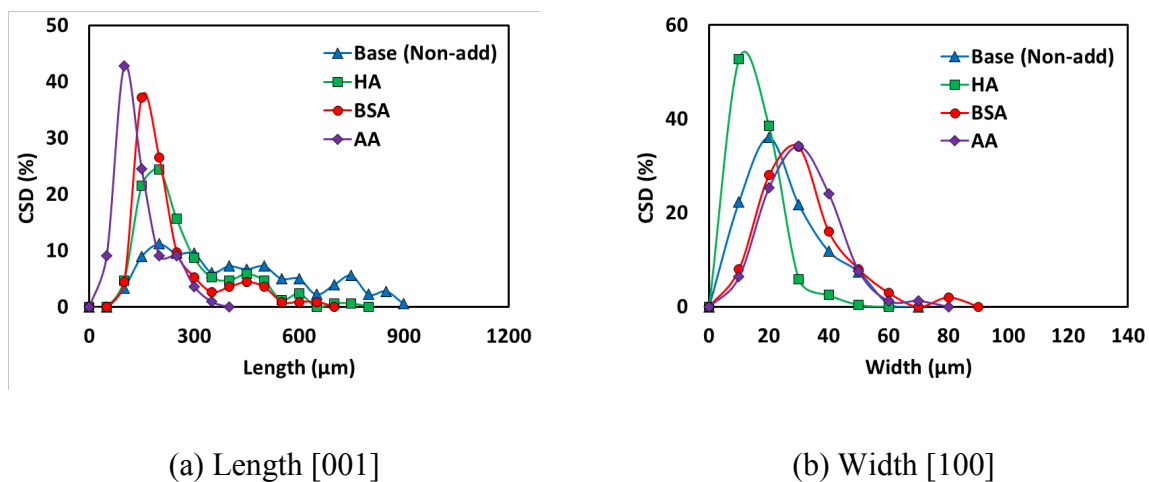 50
40
30
20
10
0
CSD (%)
0 300 600 900 1200
Length (µm)
Base (Non-add)
HA
BSA
AA
60
40
20
0
CSD (%)
0 20 40 60 80 100 120 140
Width (µm)
Base (Non-add)
HA
BSA
AA
(a) Length [001]
(b) Width [100]